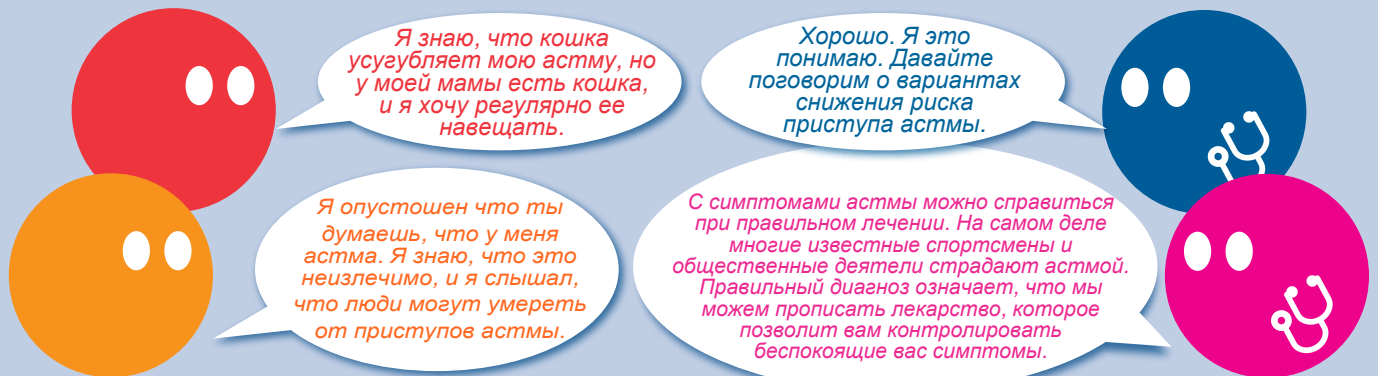 Я знаю, что кошка
усугубляет мою астму, но
у моей мамы есть кошка,
и я хочу регулярно ее
навещать.
Хорошо. Я это
понимаю. Давайте
поговорим о вариантах
снижения риска
приступа астмы.
Я опустошен что ты
думаешь, что у меня
астма. Я знаю, что это
неизлечимо, и я слышал,
что люди могут умереть
от приступов астмы.
С симптомами астмы можно справиться
при правильном лечении. На самом деле
многие известные спортсмены и
общественные деятели страдают астмой.
Правильный диагноз означает, что мы
можем прописать лекарство, которое
позволит вам контролировать
беспокоящие вас симптомы.